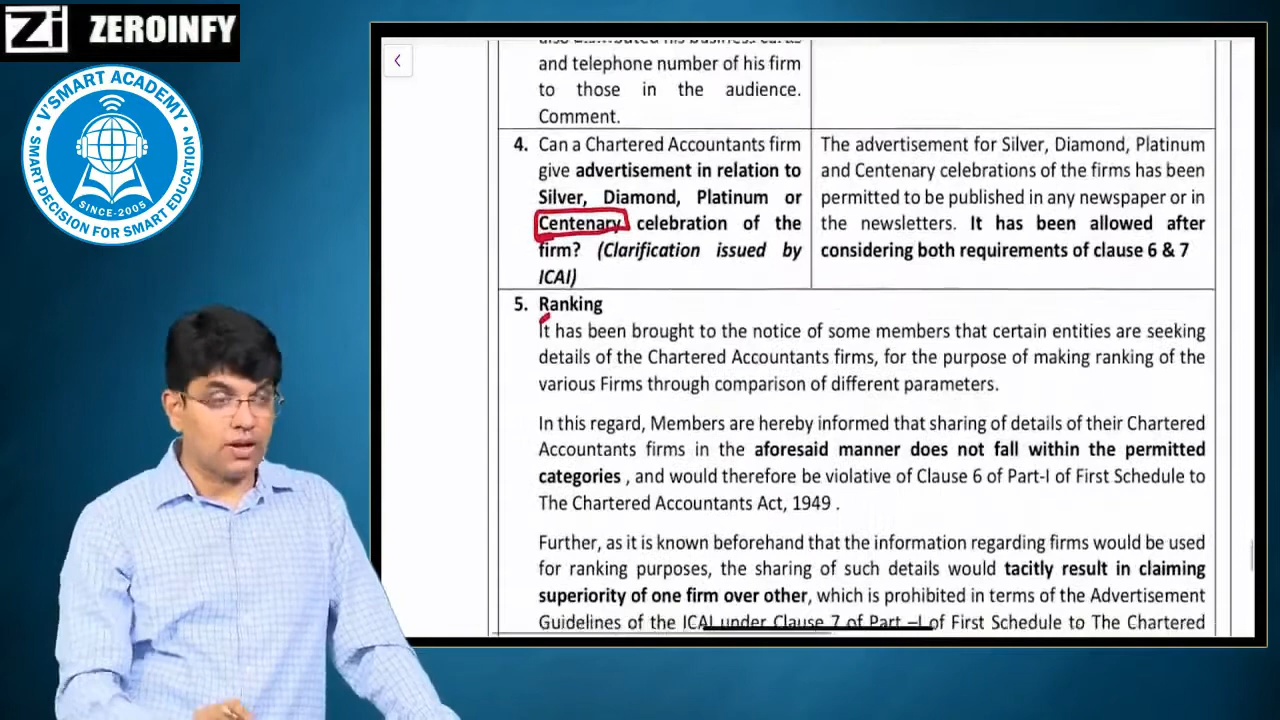 Zi ZEROINFY
V'SMART ACADEMY
SINCE-2005
SMART DECISION FOR SMART EDUCATION
also distributed his business cards
and telephone number of his firm
to those in the audience.
Comment.
4. Can a Chartered Accountants firm
give advertisement in relation to
Silver, Diamond, Platinum or
Centenary celebration of the
firm? (Clarification issued by
ICAI)
The advertisement for Silver, Diamond, Platinum
and Centenary celebrations of the firms has been
permitted to be published in any newspaper or in
the newsletters. It has been allowed after
considering both requirements of clause 6 & 7
5. Ranking
It has been brought to the notice of some members that certain entities are seeking
details of the Chartered Accountants firms, for the purpose of making ranking of the
various Firms through comparison of different parameters.
In this regard, Members are hereby informed that sharing of details of their Chartered
Accountants firms in the aforesaid manner does not fall within the permitted
categories , and would therefore be violative of Clause 6 of Part-I of First Schedule to
The Chartered Accountants Act, 1949 .
Further, as it is known beforehand that the information regarding firms would be used
for ranking purposes, the sharing of such details would tacitly result in claiming
superiority of one firm over other, which is prohibited in terms of the Advertisement
Guidelines of the ICAI under Clause 7 of Part –I of First Schedule to The Chartered